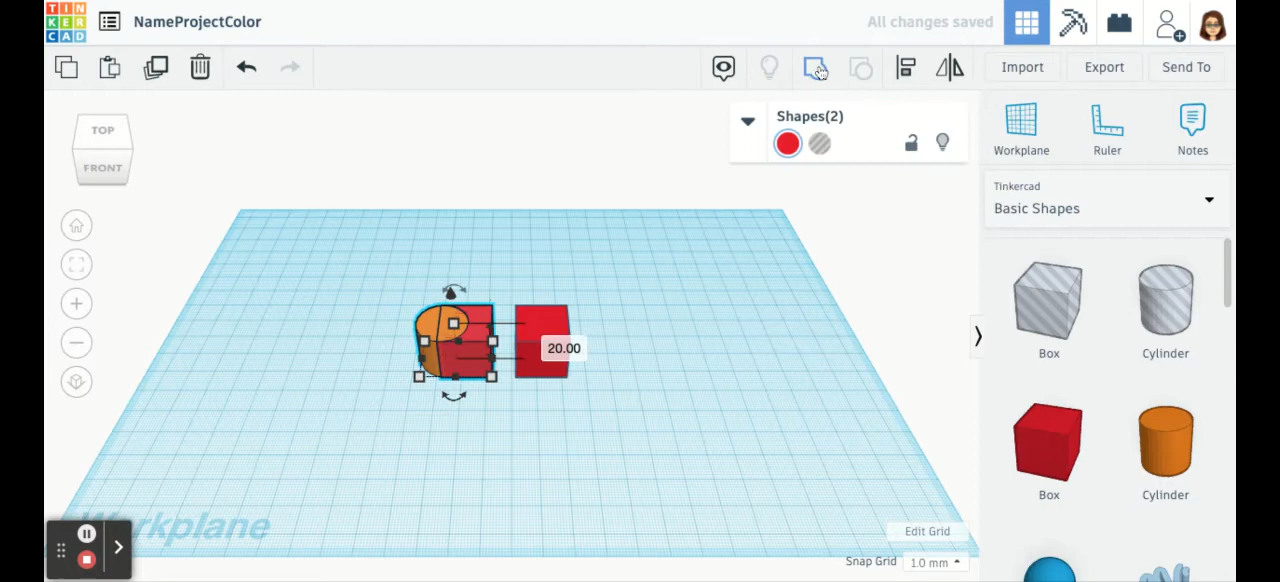 TIN
KER
CAD
NameProjectColor
All changes saved
Import
Export
Send To
Shapes(2)
TOP
FRONT
Workplane
Ruler
Notes
Tinkercad
Basic Shapes
20.00
Box
Cylinder
Box
Cylinder
Workplane
Edit Grid
Snap Grid
1.0 mm